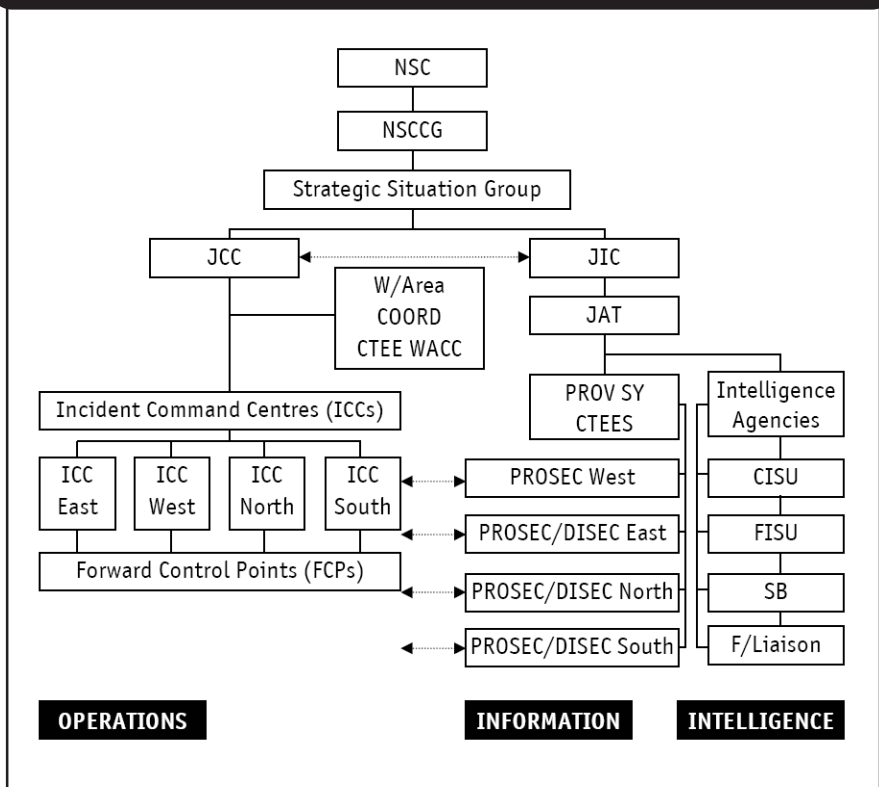 NSC
NSCCG
Strategic Situation Group
JCC
JIC
W/Area
COORD
CTEE WACC
JAT
PROV SY
CTEES
Intelligence
Agencies
Incident Command Centres (ICCs)
ICC
East
ICC
West
ICC
North
ICC
South
PROSEC West
CISU
PROSEC/DISEC East
FISU
Forward Control Points (FCPs)
PROSEC/DISEC North
SB
PROSEC/DISEC South
F/Liaison
OPERATIONS
INFORMATION
INTELLIGENCE